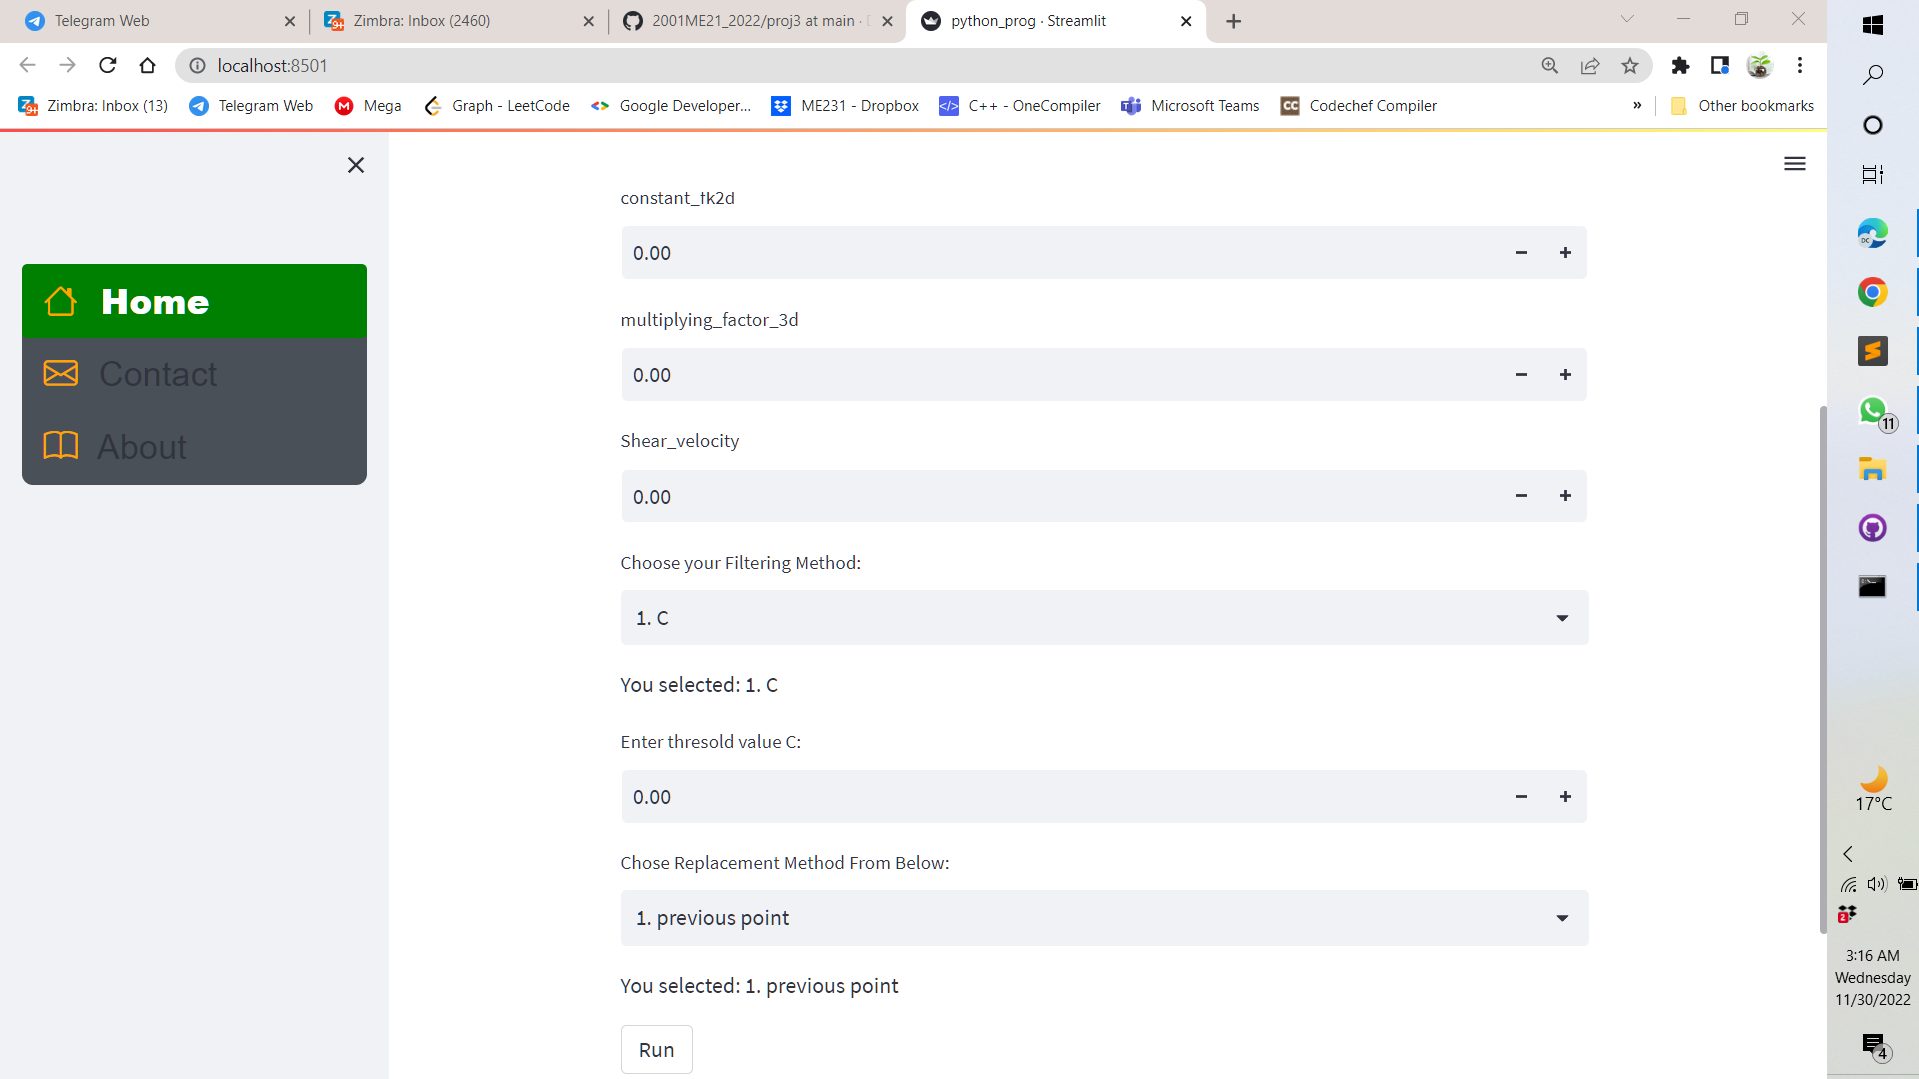 Telegram Web
Zimbra: Inbox (2460)
2001ME21_2022/proj3 at main ·
python_prog · Streamlit
localhost:8501
Zimbra: Inbox (13)
Telegram Web
Mega
Graph - LeetCode
Google Developer...
ME231 - Dropbox
C++ - OneCompiler
Microsoft Teams
Codechef Compiler
»
Other bookmarks
Home
Contact
About
constant_fk2d
0.00
multiplying_factor_3d
0.00
Shear_velocity
0.00
Choose your Filtering Method:
1. C
You selected: 1. C
Enter thresold value C:
0.00
Chose Replacement Method From Below:
1. previous point
You selected: 1. previous point
Run
DC
11
17°C
2
3:16 AM
Wednesday
11/30/2022
4